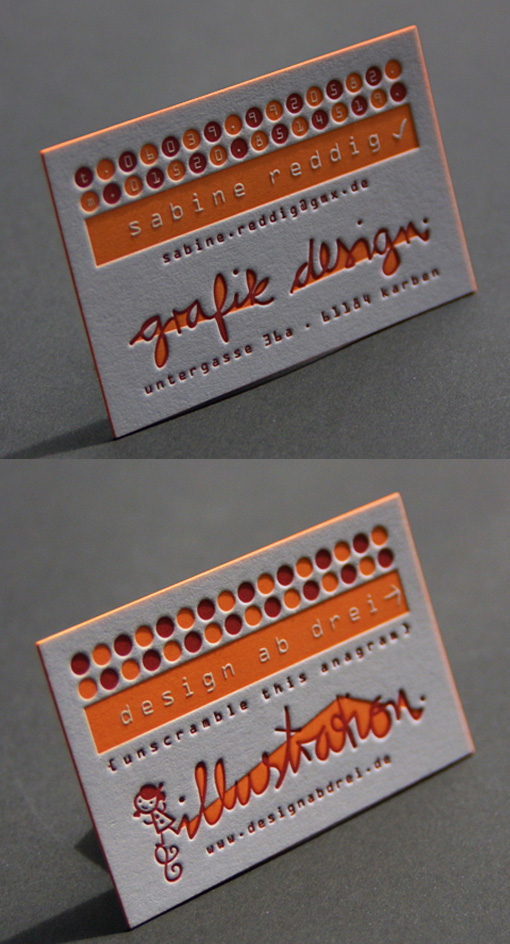 t.06039.9920582.
m.01520.6514519.
sabine reddig ✓
sabine.reddig@gmx.de
grafik design.
untergasse 36a · 61184 karben
design ab drei →
{unscramble this anagram}
illustration.
www.designabdrei.de